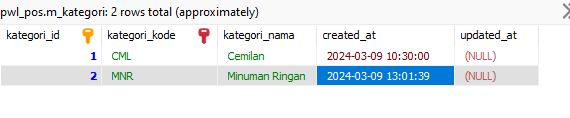 pwl_pos.m_kategori: 2 rows total (approximately)
kategori_id kategori_kode kategori_nama created_at updated_at
1 CML Cemilan 2024-03-09 10:30:00 (NULL)
2 MNR Minuman Ringan 2024-03-09 13:01:39 (NULL)